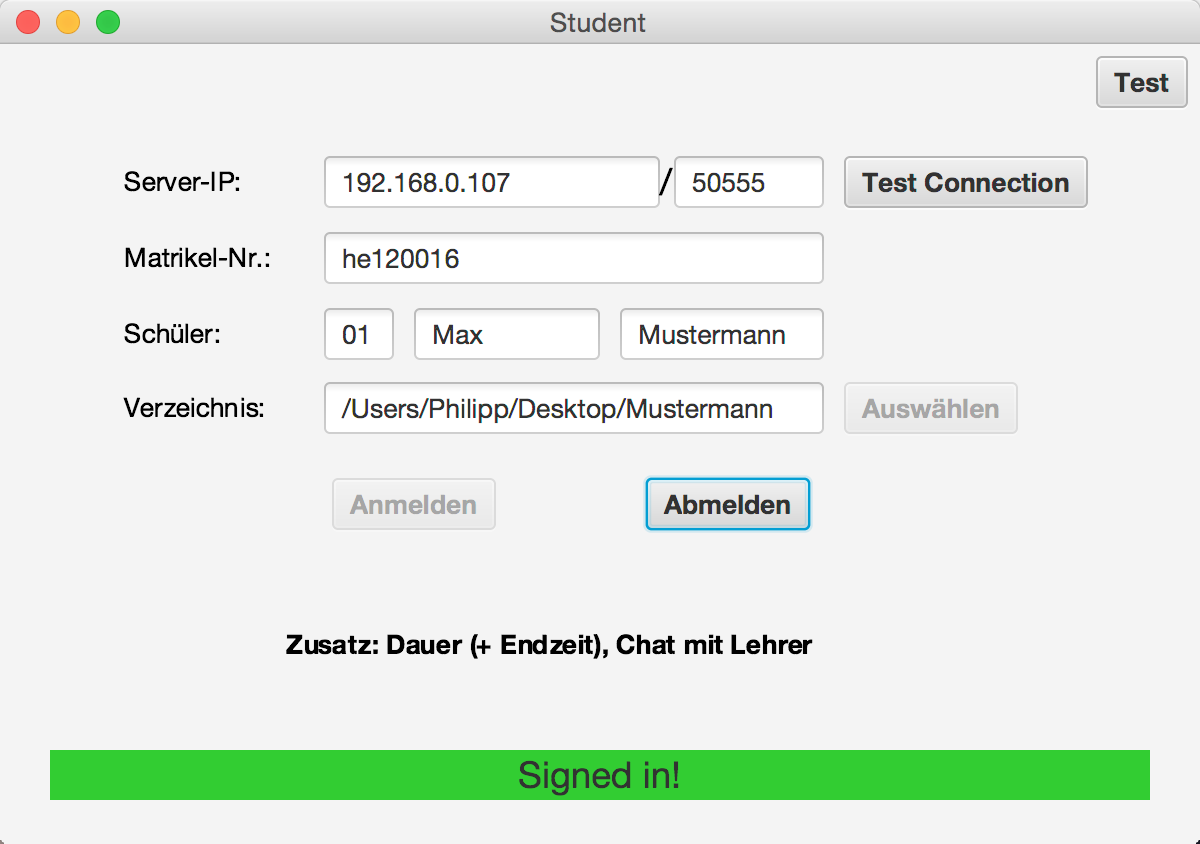 Student
Test
Server-IP: 192.168.0.107 / 50555 Test Connection
Matrikel-Nr.: he120016
Schüler: 01 Max Mustermann
Verzeichnis: /Users/Philipp/Desktop/Mustermann Auswählen
Anmelden Abmelden
Zusatz: Dauer (+ Endzeit), Chat mit Lehrer
Signed in!